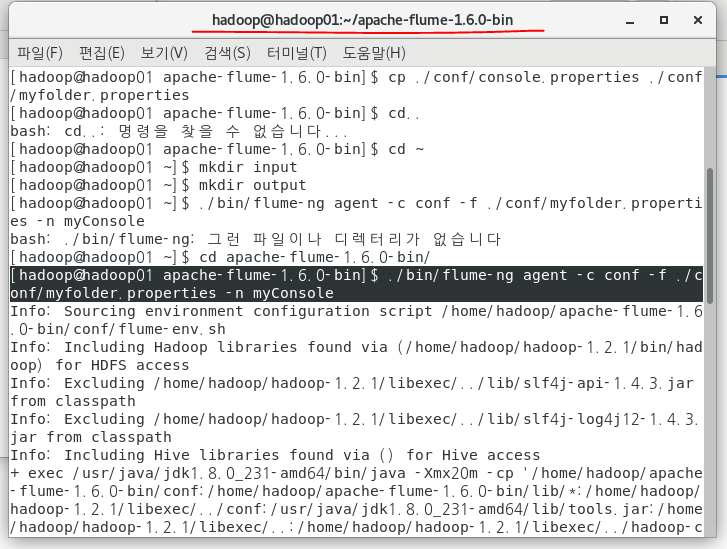 hadoop@hadoop01:~/apache-flume-1.6.0-bin
파일(F) 편집(E) 보기(V) 검색(S) 터미널(T) 도움말(H)
[hadoop@hadoop01 apache-flume-1.6.0-bin]$ cp ./conf/console.properties ./conf
/myfolder.properties
[hadoop@hadoop01 apache-flume-1.6.0-bin]$ cd..
bash: cd..: 명령을 찾을 수 없습니다...
[hadoop@hadoop01 apache-flume-1.6.0-bin]$ cd ~
[hadoop@hadoop01 ~]$ mkdir input
[hadoop@hadoop01 ~]$ mkdir output
[hadoop@hadoop01 ~]$ ./bin/flume-ng agent -c conf -f ./conf/myfolder.properti
es -n myConsole
bash: ./bin/flume-ng: 그런 파일이나 디렉터리가 없습니다
[hadoop@hadoop01 ~]$ cd apache-flume-1.6.0-bin/
[hadoop@hadoop01 apache-flume-1.6.0-bin]$ ./bin/flume-ng agent -c conf -f ./c
onf/myfolder.properties -n myConsole
Info: Sourcing environment configuration script /home/hadoop/apache-flume-1.6
.0-bin/conf/flume-env.sh
Info: Including Hadoop libraries found via (/home/hadoop/hadoop-1.2.1/bin/had
oop) for HDFS access
Info: Excluding /home/hadoop/hadoop-1.2.1/libexec/../lib/slf4j-api-1.4.3.jar
from classpath
Info: Excluding /home/hadoop/hadoop-1.2.1/libexec/../lib/slf4j-log4j12-1.4.3.
jar from classpath
Info: Including Hive libraries found via () for Hive access
+ exec /usr/java/jdk1.8.0_231-amd64/bin/java -Xmx20m -cp '/home/hadoop/apache
-flume-1.6.0-bin/conf:/home/hadoop/apache-flume-1.6.0-bin/lib/*:/home/hadoop/
hadoop-1.2.1/libexec/../conf:/usr/java/jdk1.8.0_231-amd64/lib/tools.jar:/home
/hadoop/hadoop-1.2.1/libexec/..:/home/hadoop/hadoop-1.2.1/libexec/../hadoop-c